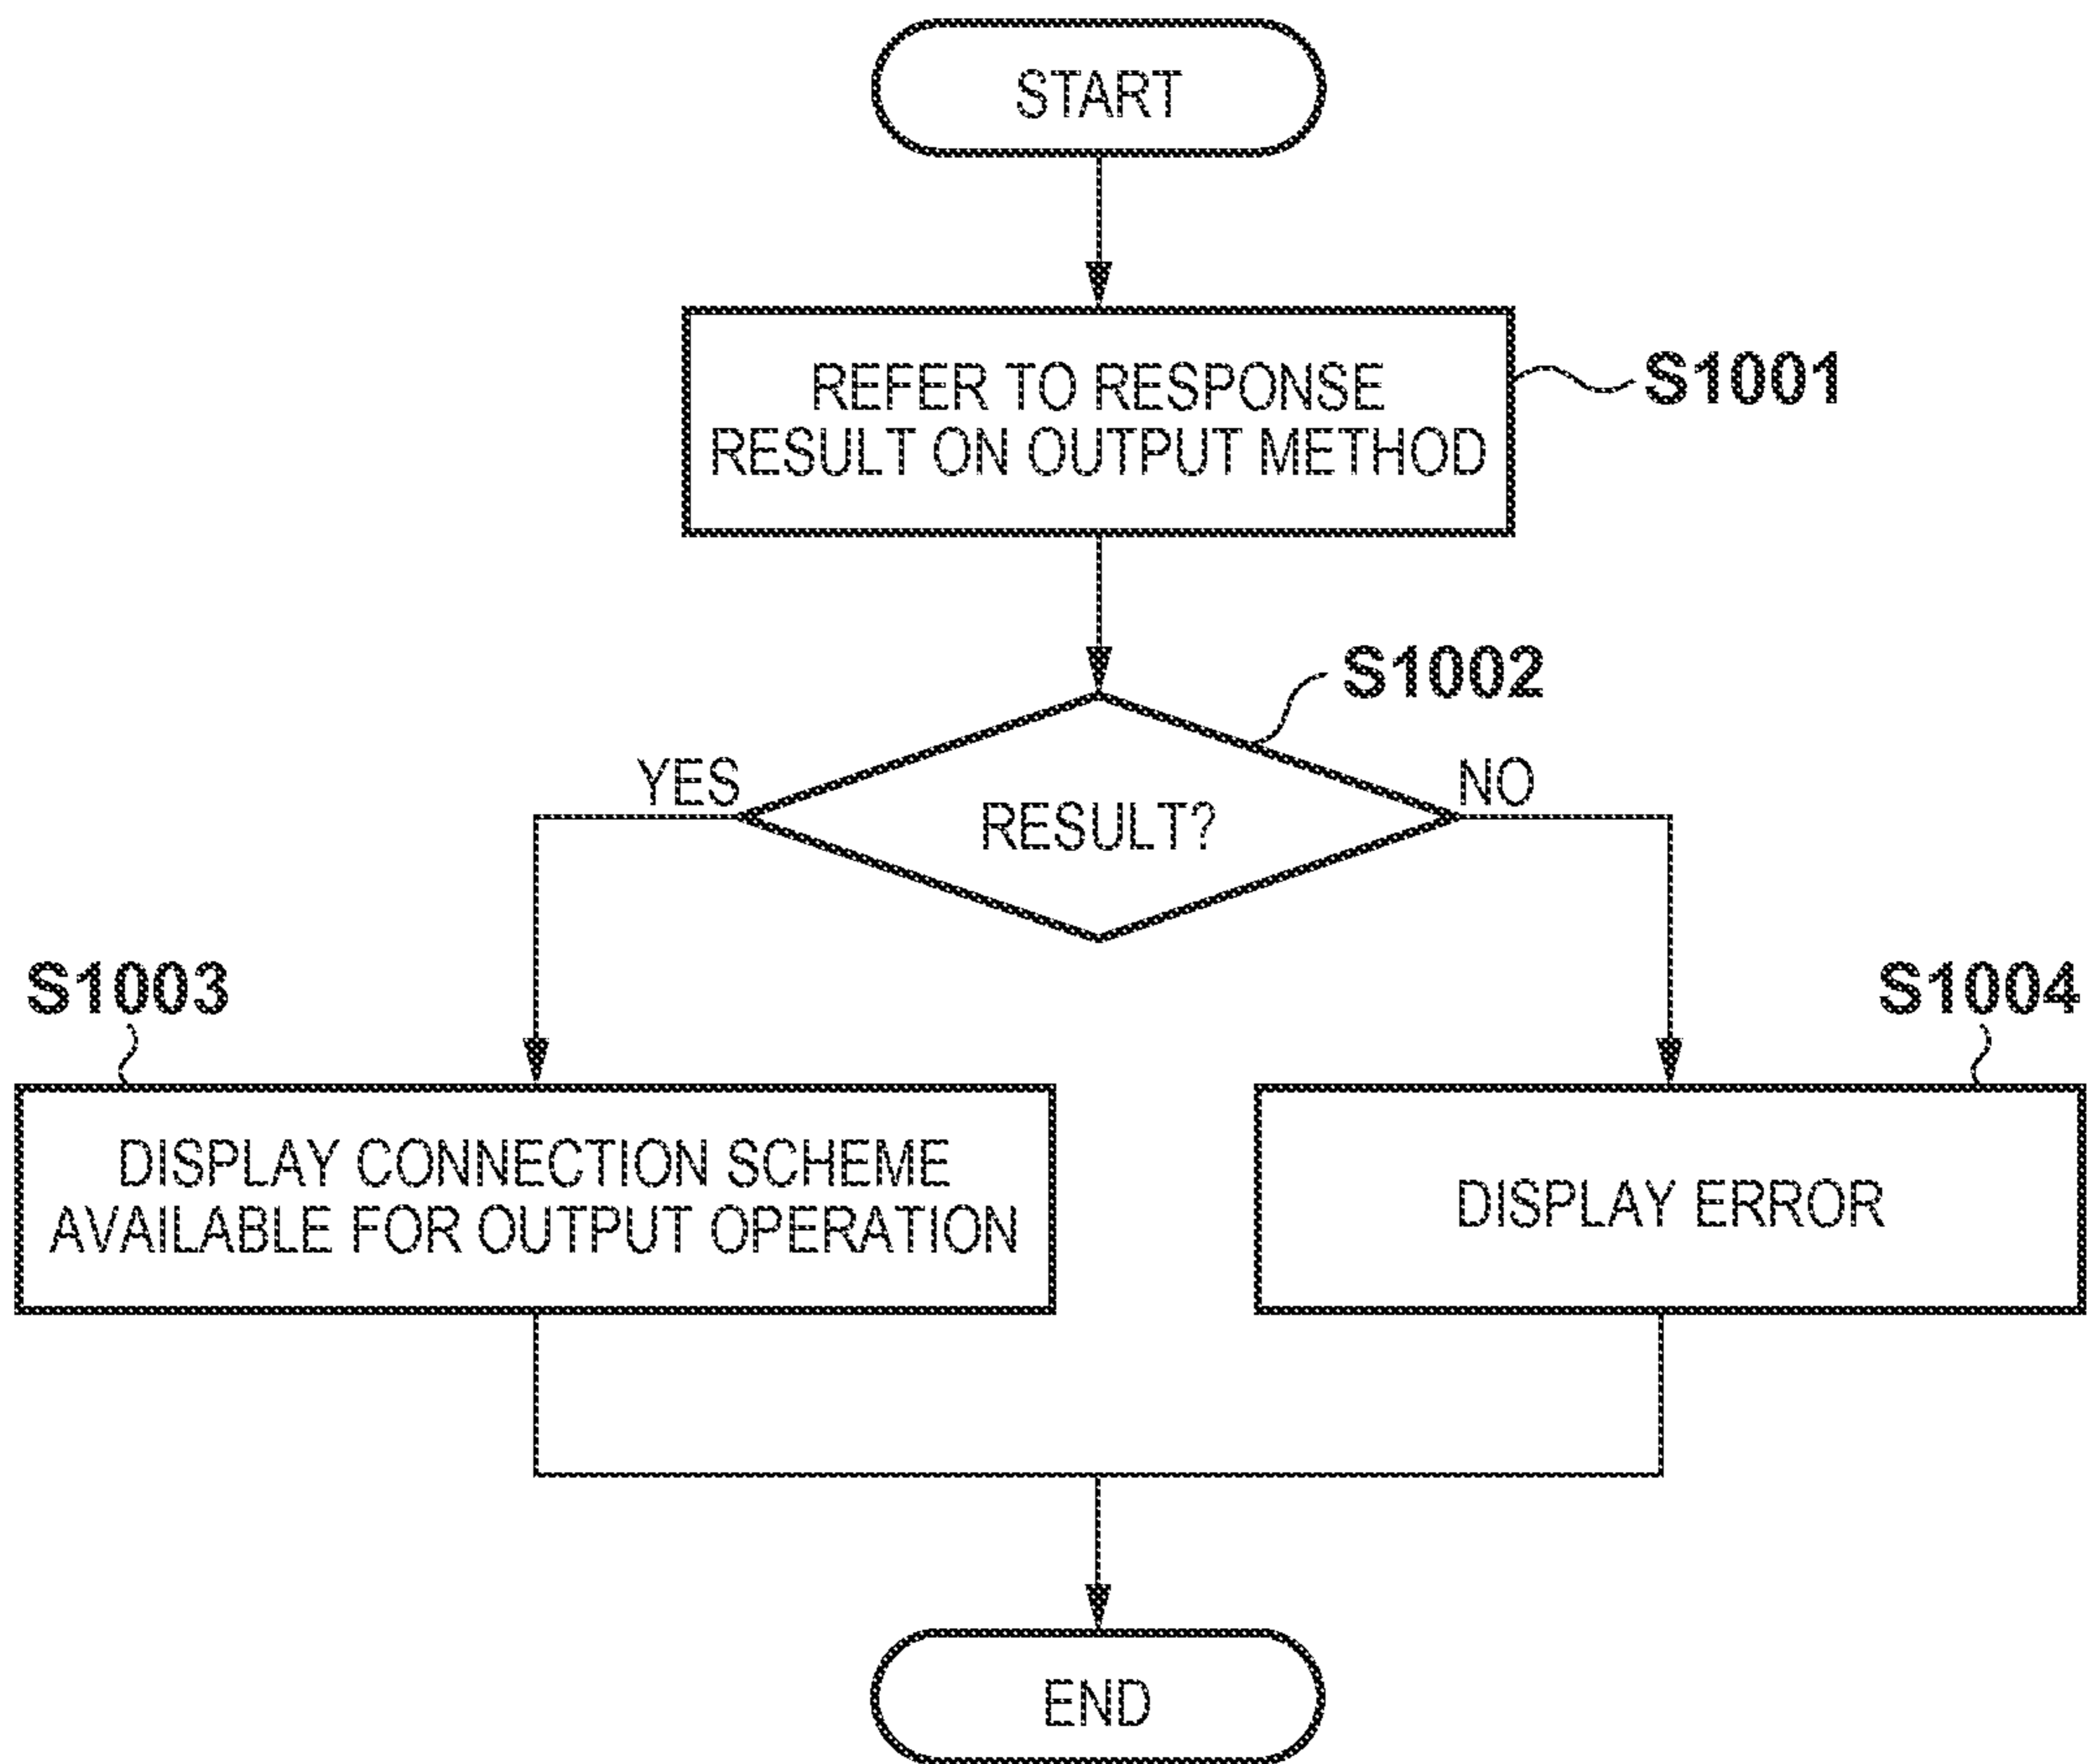 START
REFER TO RESPONSE
RESULT ON OUTPUT METHOD
S1001
S1002
YES
RESULT?
NO
S1003
S1004
DISPLAY CONNECTION SCHEME
AVAILABLE FOR OUTPUT OPERATION
DISPLAY ERROR
END